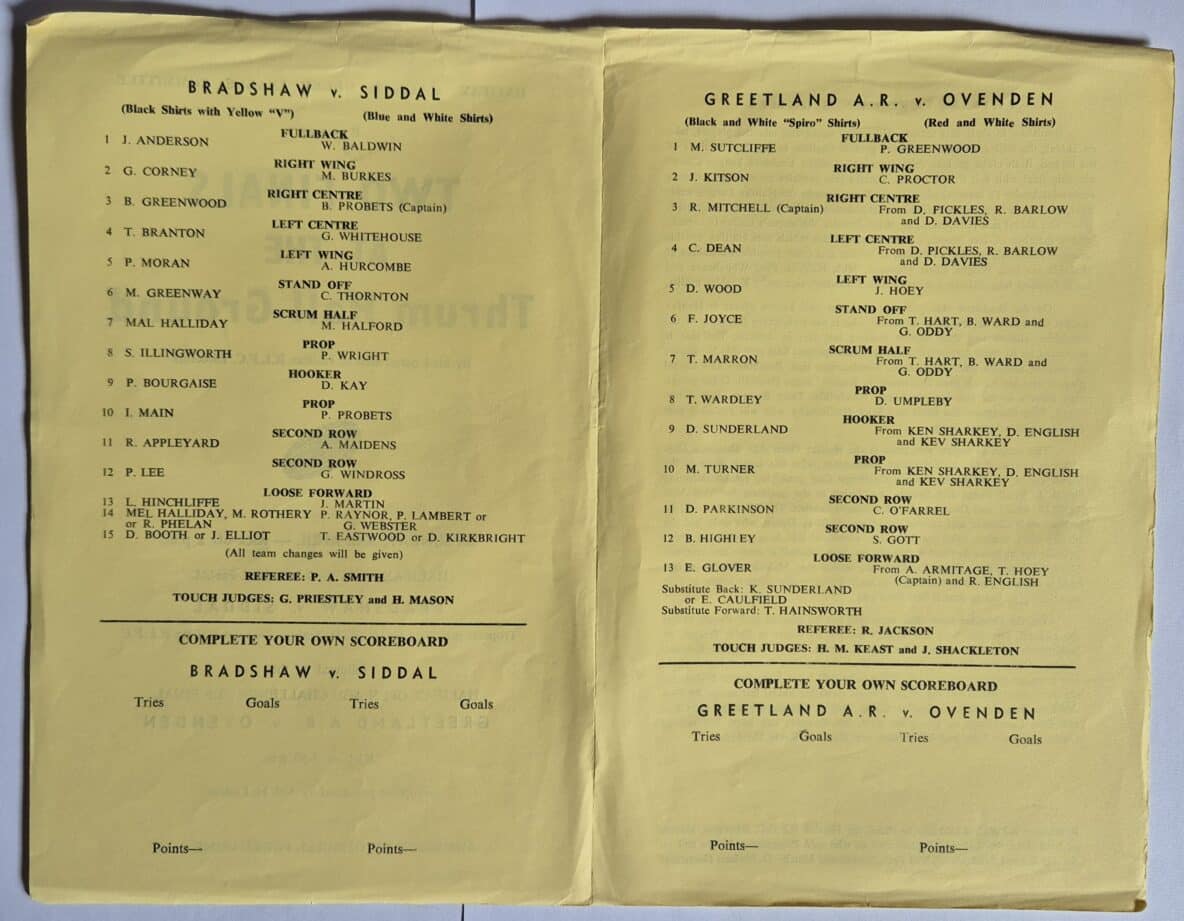 BRADSHAW v. SIDDAL
(Black Shirts with Yellow "V") (Blue and White Shirts)
FULLBACK
1 J. ANDERSON W. BALDWIN
RIGHT WING
2 G. CORNEY M. BURKES
RIGHT CENTRE
3 B. GREENWOOD B. PROBETS (Captain)
LEFT CENTRE
4 T. BRANTON G. WHITEHOUSE
LEFT WING
5 P. MORAN A. HURCOMBE
STAND OFF
6 M. GREENWAY C. THORNTON
SCRUM HALF
7 MAL HALLIDAY M. HALFORD
PROP
8 S. ILLINGWORTH P. WRIGHT
HOOKER
9 P. BOURGAISE D. KAY
PROP
10 I. MAIN P. PROBETS
SECOND ROW
11 R. APPLEYARD A. MAIDENS
SECOND ROW
12 P. LEE G. WINDROSS
LOOSE FORWARD
13 L. HINCHLIFFE J. MARTIN
14 MEL HALLIDAY, M. ROTHERY P. RAYNOR, P. LAMBERT or
or R. PHELAN G. WEBSTER
15 D. BOOTH or J. ELLIOT T. EASTWOOD or D. KIRKBRIGHT
(All team changes will be given)
REFEREE: P. A. SMITH
TOUCH JUDGES: G. PRIESTLEY and H. MASON
COMPLETE YOUR OWN SCOREBOARD
BRADSHAW v. SIDDAL
Tries Goals Tries Goals
Points— Points—
GREETLAND A.R. v. OVENDEN
(Black and White "Spiro" Shirts) (Red and White Shirts)
FULLBACK
1 M. SUTCLIFFE P. GREENWOOD
RIGHT WING
2 J. KITSON C. PROCTOR
RIGHT CENTRE
3 R. MITCHELL (Captain) From D. FICKLES, R. BARLOW
and D. DAVIES
LEFT CENTRE
4 C. DEAN From D. PICKLES, R. BARLOW
and D. DAVIES
LEFT WING
5 D. WOOD J. HOEY
STAND OFF
6 F. JOYCE From T. HART, B. WARD and
G. ODDY
SCRUM HALF
7 T. MARRON From T. HART, B. WARD and
G. ODDY
PROP
8 T. WARDLEY D. UMPLEBY
HOOKER
9 D. SUNDERLAND From KEN SHARKEY, D. ENGLISH
and KEV SHARKEY
PROP
10 M. TURNER From KEN SHARKEY, D. ENGLISH
and KEV SHARKEY
SECOND ROW
11 D. PARKINSON C. O'FARREL
SECOND ROW
12 B. HIGHLEY S. GOTT
LOOSE FORWARD
13 E. GLOVER From A. ARMITAGE, T. HOEY
(Captain) and R. ENGLISH
Substitute Back: K. SUNDERLAND
or E. CAULFIELD
Substitute Forward: T. HAINSWORTH
REFEREE: R. JACKSON
TOUCH JUDGES: H. M. KEAST and J. SHACKLETON
COMPLETE YOUR OWN SCOREBOARD
GREETLAND A.R. v. OVENDEN
Tries Goals Tries Goals
Points— Points—